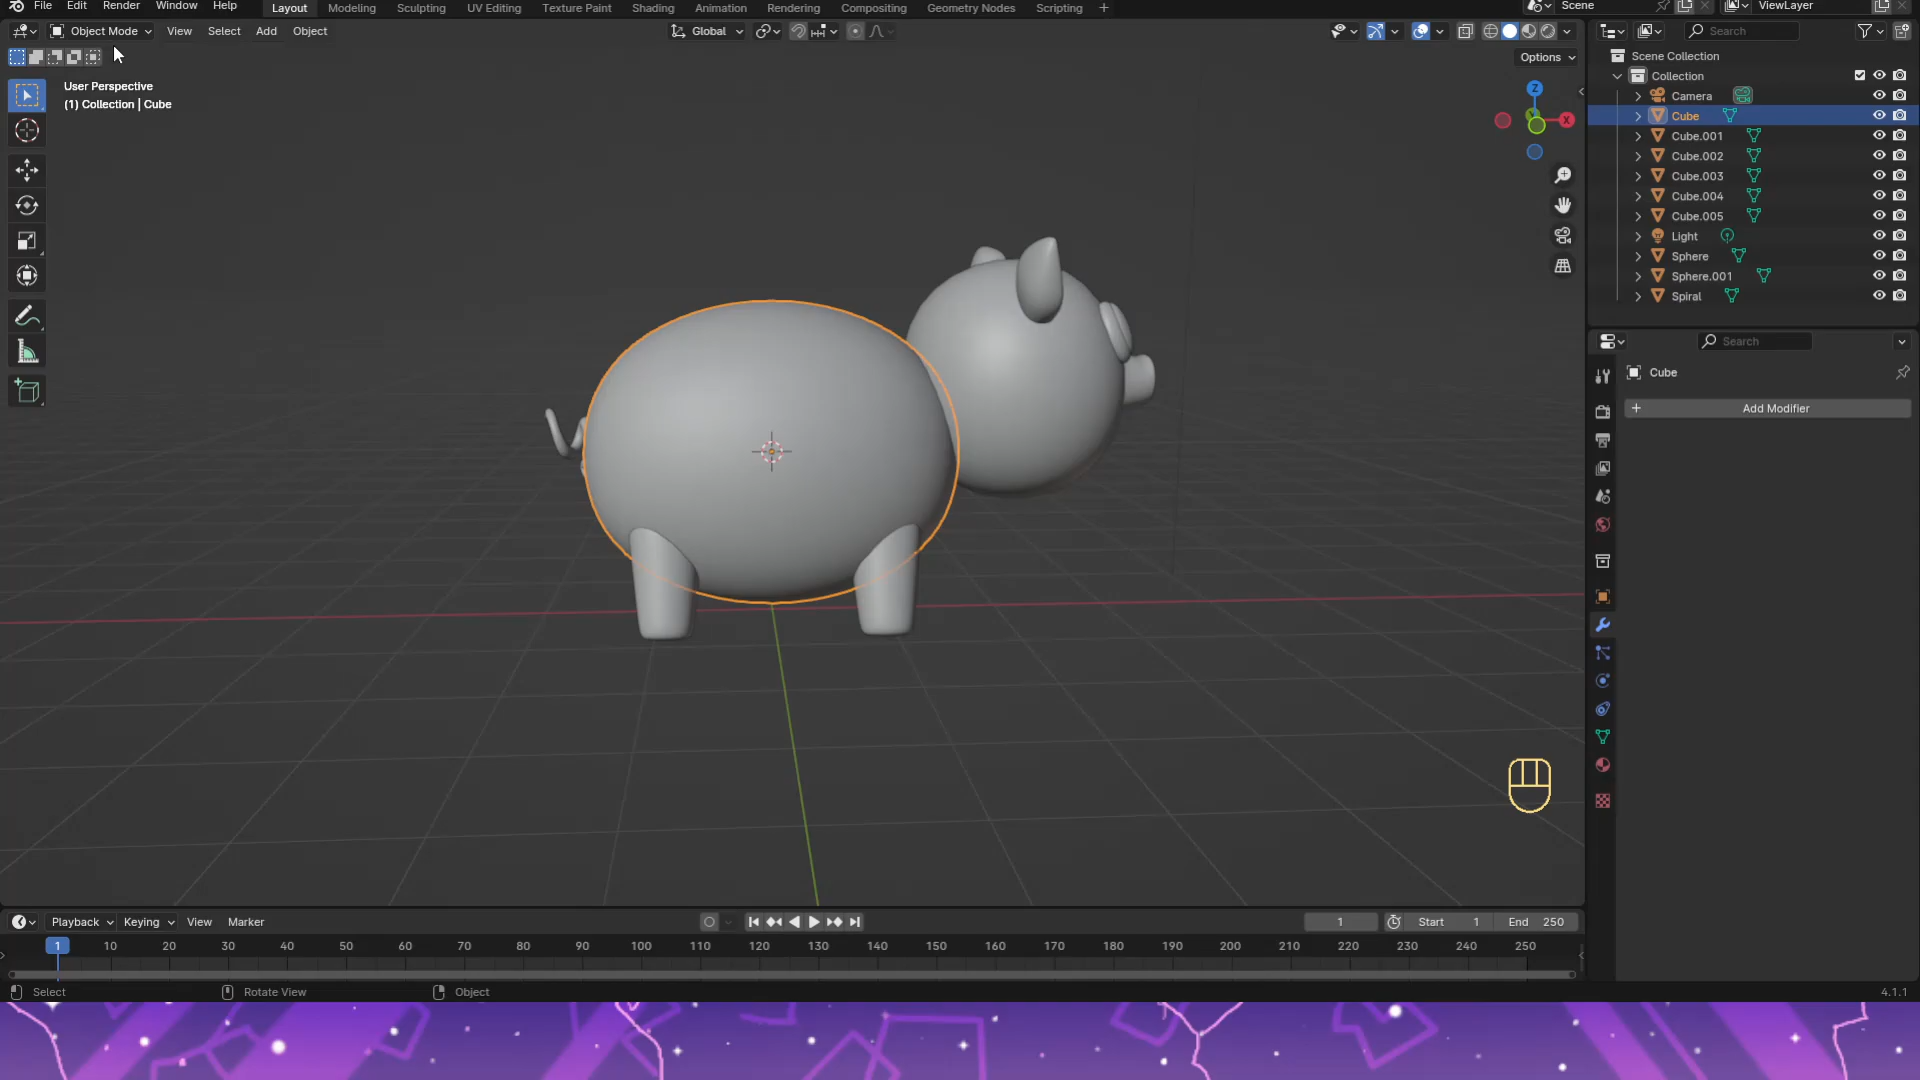 File Edit Render Window Help Layout Modeling Sculpting UV Editing Texture Paint Shading Animation Rendering Compositing Geometry Nodes Scripting + Scene ViewLayer
Object Mode View Select Add Object Global Search
Options
User Perspective
(1) Collection | Cube
Z
X
Scene Collection
Collection
Camera
Cube
Cube.001
Cube.002
Cube.003
Cube.004
Cube.005
Light
Sphere
Sphere.001
Spiral
Search
Cube
+ Add Modifier
Playback Keying View Marker 1 Start 1 End 250
1 10 20 30 40 50 60 70 80 90 100 110 120 130 140 150 160 170 180 190 200 210 220 230 240 250
Select Rotate View Object 4.1.1